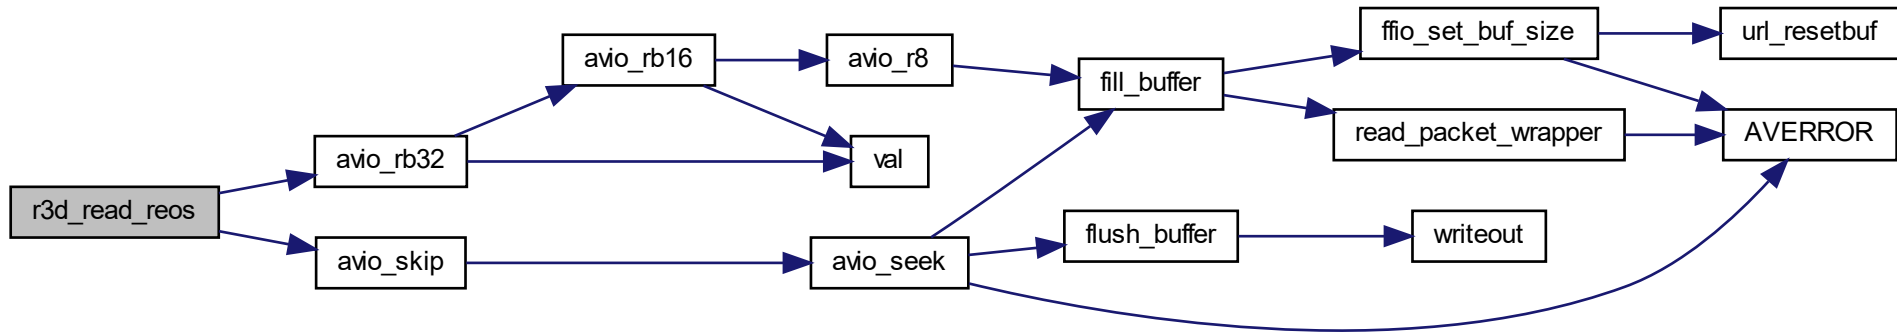 r3d_read_reos
avio_rb32
avio_skip
avio_rb16
avio_r8
val
avio_seek
fill_buffer
flush_buffer
ffio_set_buf_size
read_packet_wrapper
writeout
url_resetbuf
AVERROR